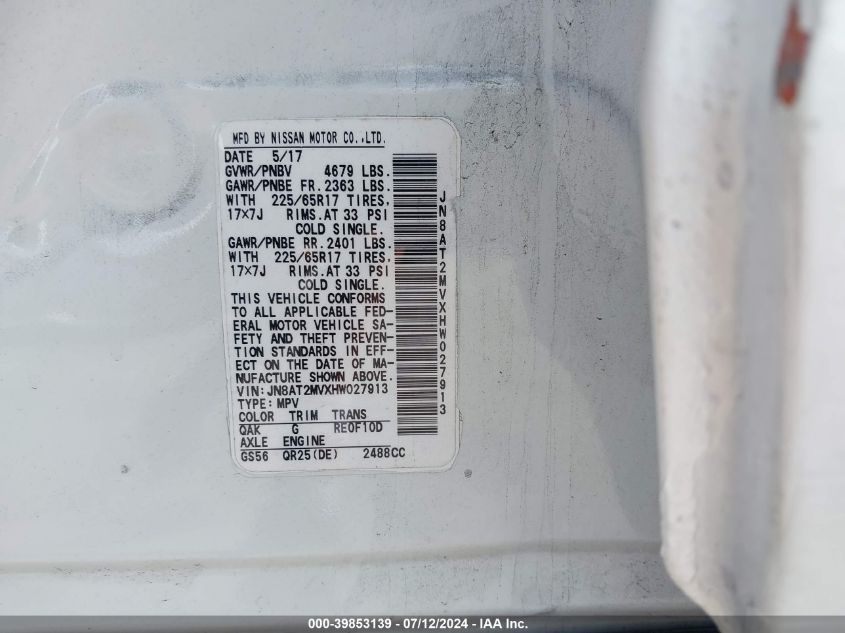 MFD BY NISSAN MOTOR CO.,LTD.
DATE 5/17
GVWR/PNBV 4679 LBS.
GAWR/PNBE FR. 2363 LBS.
WITH 225/65R17 TIRES,
17×7J RIMS.AT 33 PSI
COLD SINGLE.
GAWR/PNBE RR. 2401 LBS.
WITH 225/65R17 TIRES,
17×7J RIMS.AT 33 PSI
COLD SINGLE.
THIS VEHICLE CONFORMS
TO ALL APPLICABLE FED-
ERAL MOTOR VEHICLE SA-
FETY AND THEFT PREVEN-
TION STANDARDS IN EFF-
ECT ON THE DATE OF MA-
NUFACTURE SHOWN ABOVE.
VIN:JN8AT2MVXHW027913
TYPE:MPV
COLOR TRIM TRANS
QAK G RE0F10D
AXLE ENGINE
GS56 QR25(DE) 2488CC
JN8AT2MVXHW027913
000-39853139 - 07/12/2024 - IAA Inc.